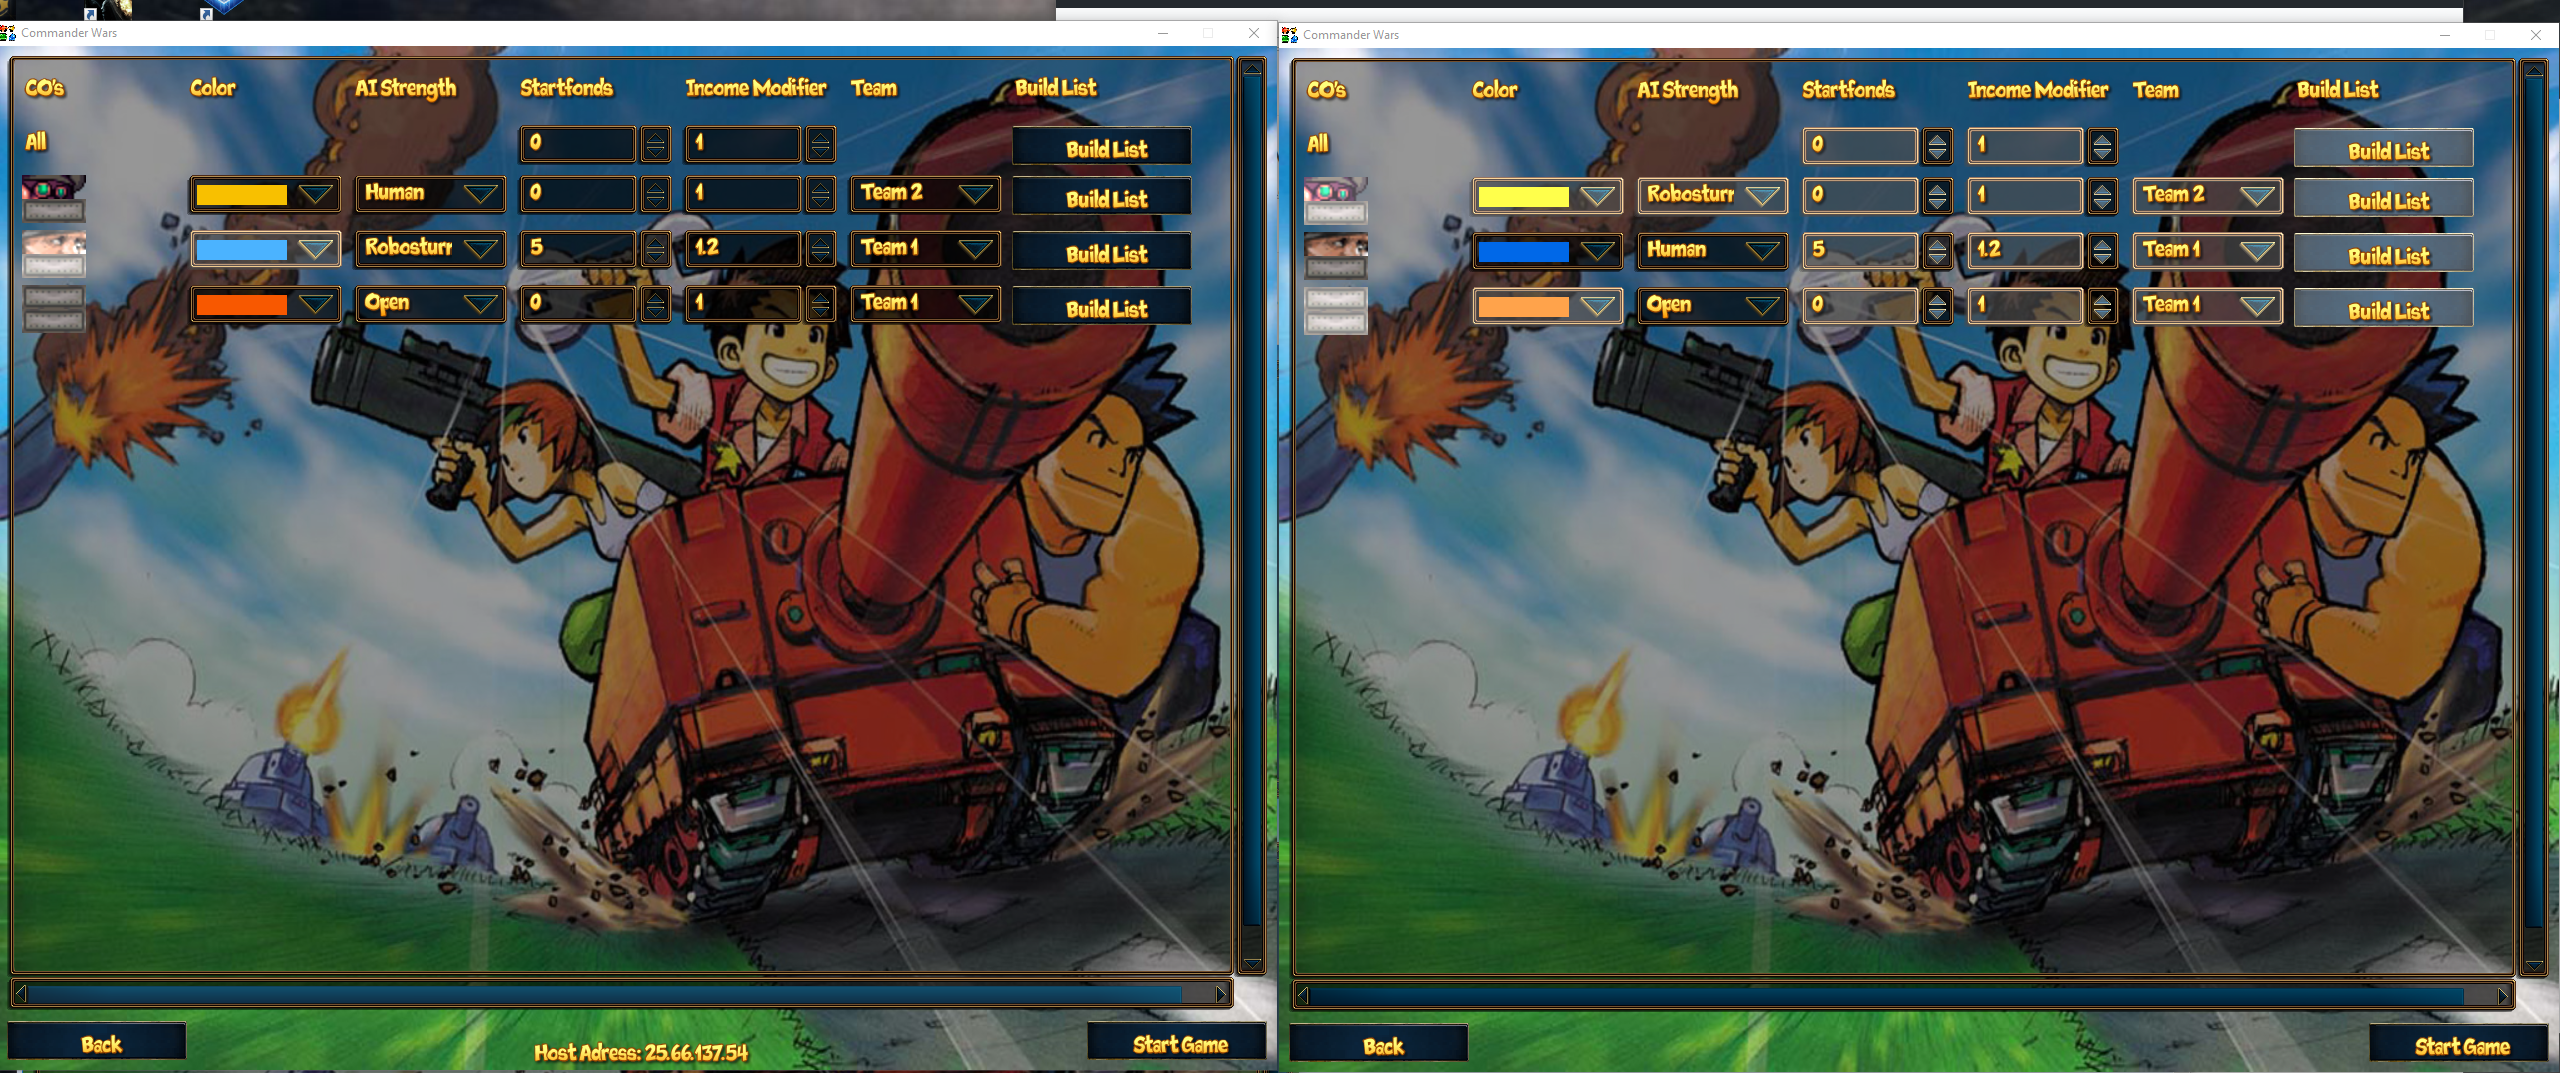 Commander Wars
CO's Color AI Strength Startfonds Income Modifier Team Build List
All 0 1 Build List
Human 0 1 Team 2 Build List
Robosturr 5 1.2 Team 1 Build List
Open 0 1 Team 1 Build List
Back Host Adress: 25.66.137.54 Start Game
Commander Wars
CO's Color AI Strength Startfonds Income Modifier Team Build List
All 0 1 Build List
Robosturr 0 1 Team 2 Build List
Human 5 1.2 Team 1 Build List
Open 0 1 Team 1 Build List
Back Start Game